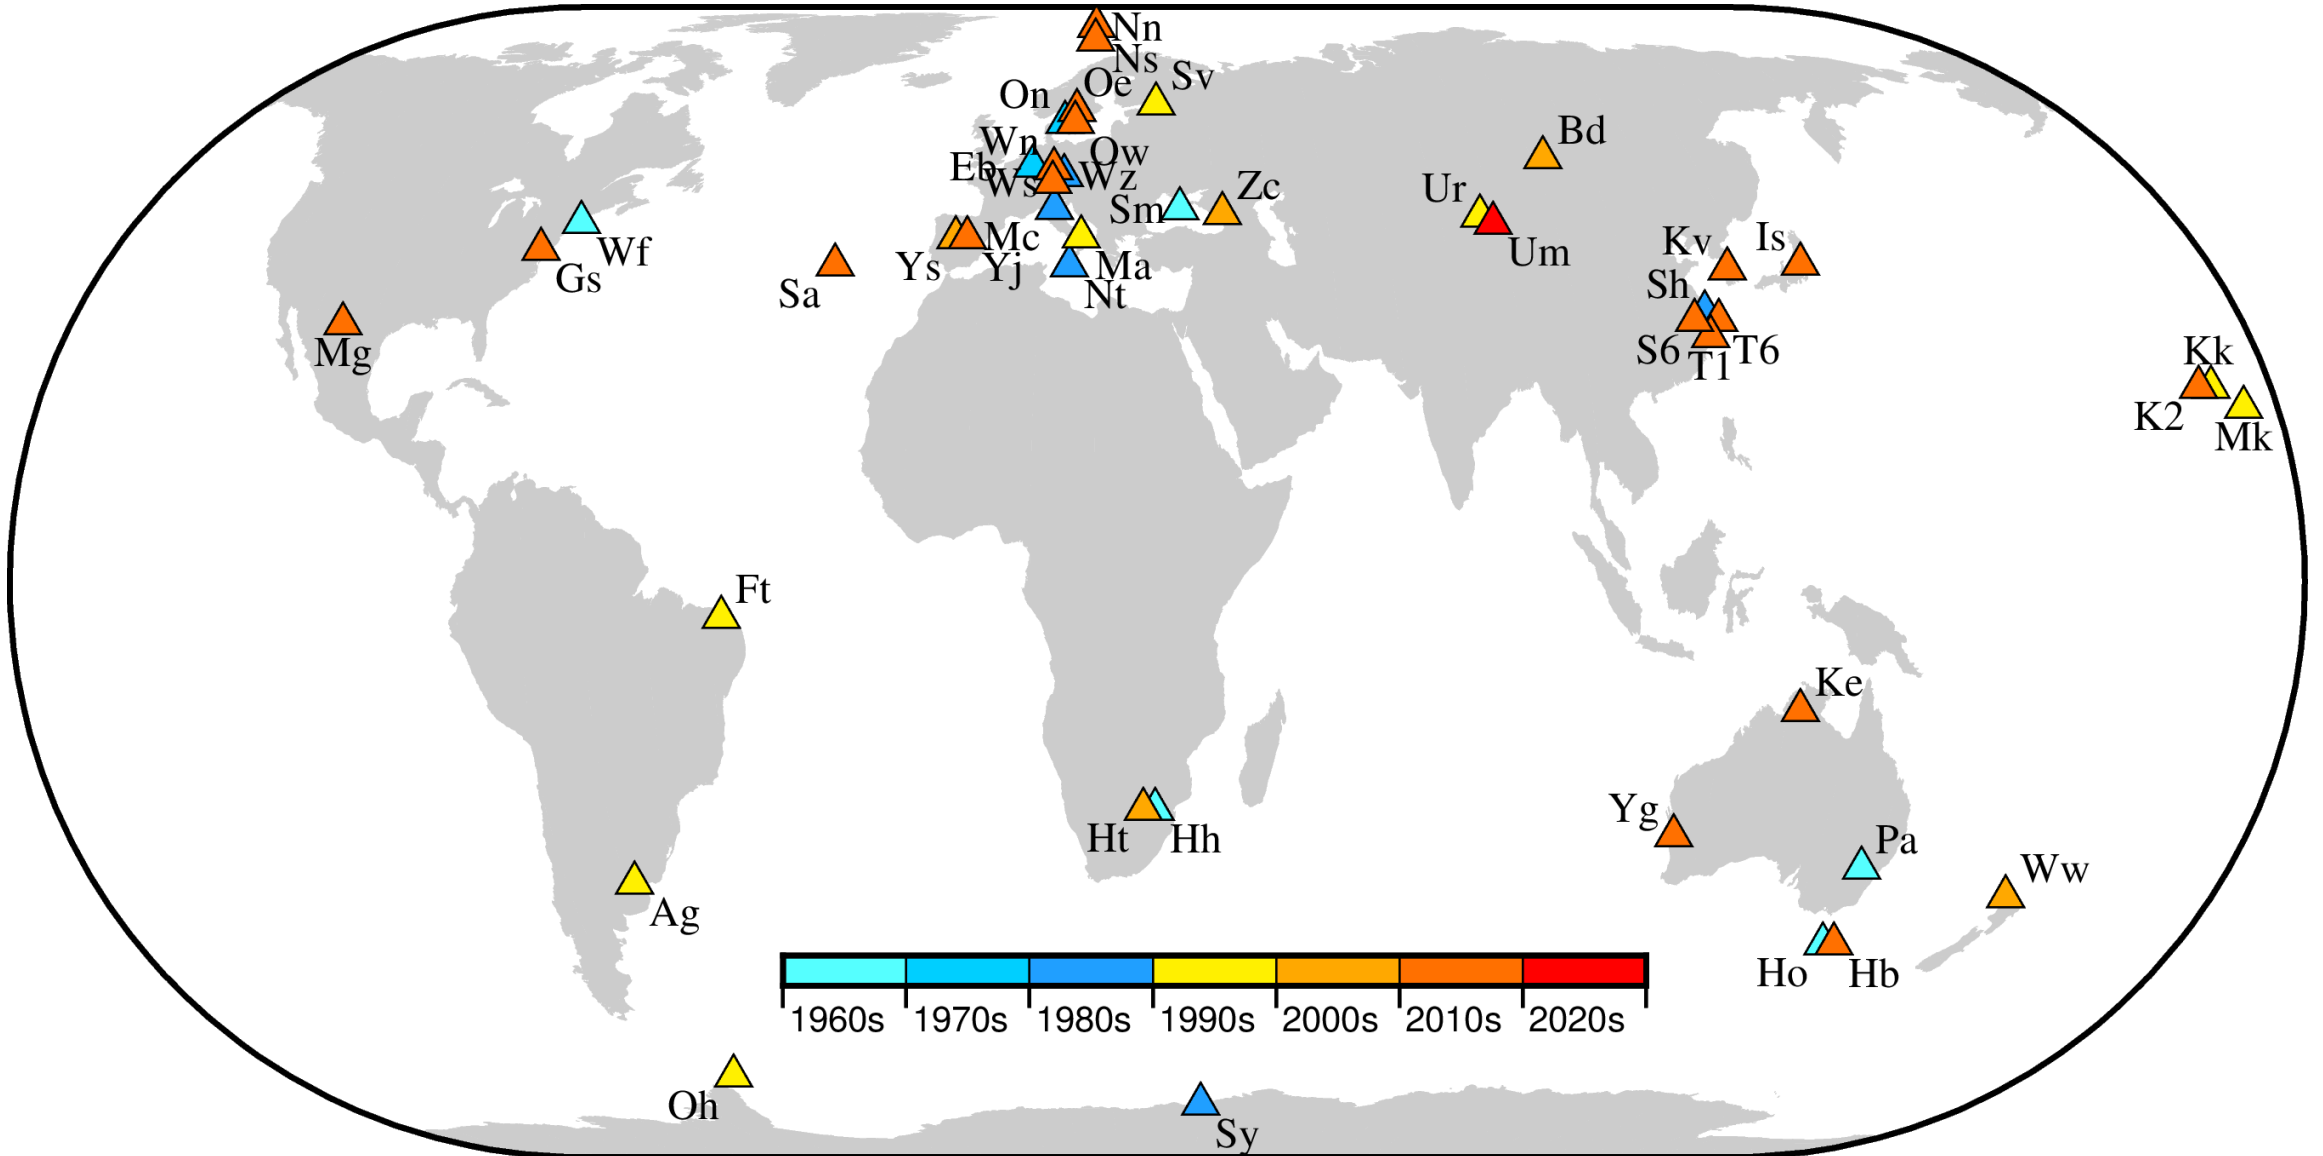 Nn
Ns
Oe
Sv
On
Bd
Wn
Ow
Eb
Ws
Wz
Zc
Ur
Sm
Wf
Mc
Kv
Is
Um
Gs
Ys
Yj
Ma
Sa
Nt
Sh
Mg
S6
T1
T6
Kk
K2
Mk
Ft
Ke
Yg
Ht
Hh
Pa
Ww
Ag
Ho
Hb
1960s 1970s 1980s 1990s 2000s 2010s 2020s
Oh
Sy